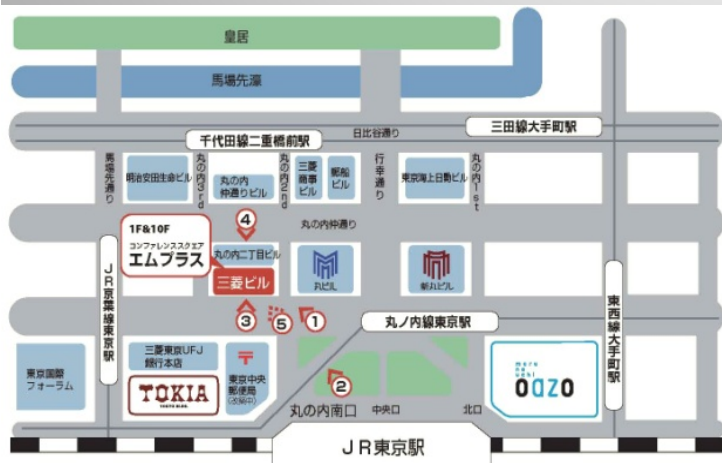 皇居
馬場先濠
三田線大手町駅
日比谷通り
千代田線二重橋前駅
馬場先通り
明治安田生命ビル
丸の内3rd
丸の内
仲通りビル
丸の内2nd
三菱
商事
ビル
郵船
ビル
行幸通り
東京海上日動ビル
丸の内1st
1F&10F
コンファレンススクエア
エムプラス
④
丸の内仲通り
丸の内二丁目ビル
三菱ビル
丸ビル
新丸ビル
JR京葉線東京駅
③
⑤
①
丸ノ内線東京駅
東西線大手町駅
東京国際
フォーラム
三菱東京UFJ
銀行本店
TOKIA
〒
東京中央
郵便局
②
maru
no
uchi
oazo
丸の内南口
中央口
北口
JR東京駅